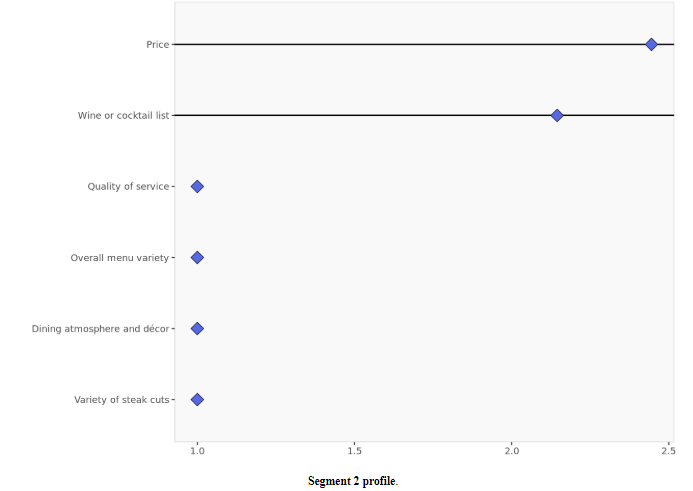 Price
Wine or cocktail list
Quality of service
Overall menu variety
Dining atmosphere and décor
Variety of steak cuts
1.0 1.5 2.0 2.5
Segment 2 profile.